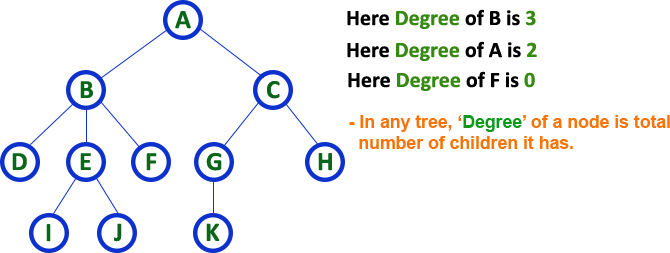 A
Here Degree of B is 3
Here Degree of A is 2
Here Degree of F is 0
B
C
- In any tree, ‘Degree’ of a node is total
number of children it has.
D
E
F
G
H
I
J
K